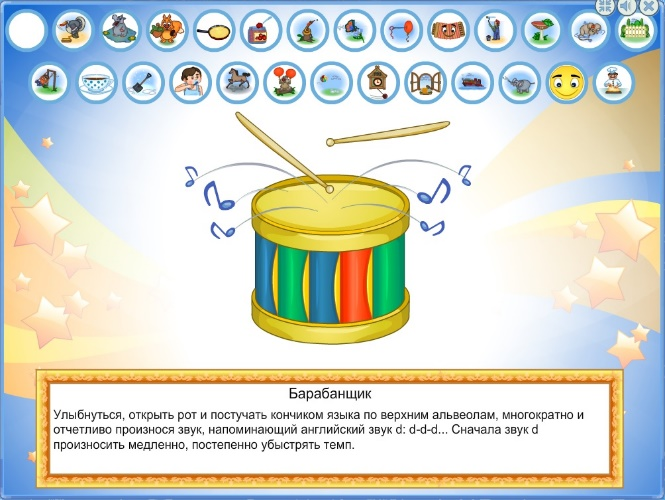 Барабанщик
Улыбнуться, открыть рот и постучать кончиком языка по верхним альвеолам, многократно и
отчетливо произнося звук, напоминающий английский звук d: d-d-d... Сначала звук d
произносить медленно, постепенно убыстрять темп.